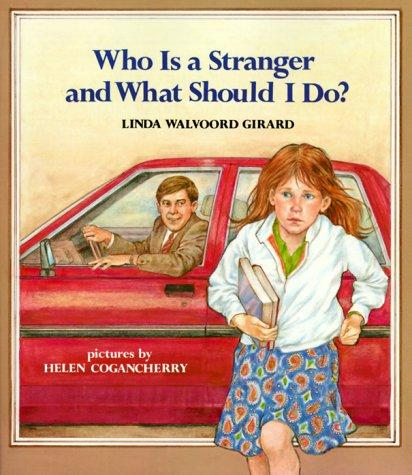 Who Is a Stranger
and What Should I Do?
LINDA WALVOORD GIRARD
pictures by
HELEN COGANCHERRY